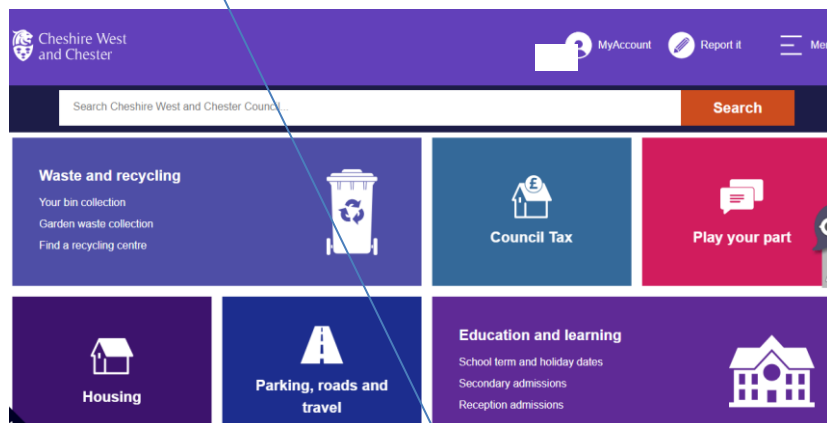 Cheshire West
and Chester
MyAccount
Report it
Search Cheshire West and Chester Council...
Search
Waste and recycling
Your bin collection
Garden waste collection
Find a recycling centre
£
Council Tax
Play your part
Housing
Parking, roads and
travel
Education and learning
School term and holiday dates
Secondary admissions
Reception admissions